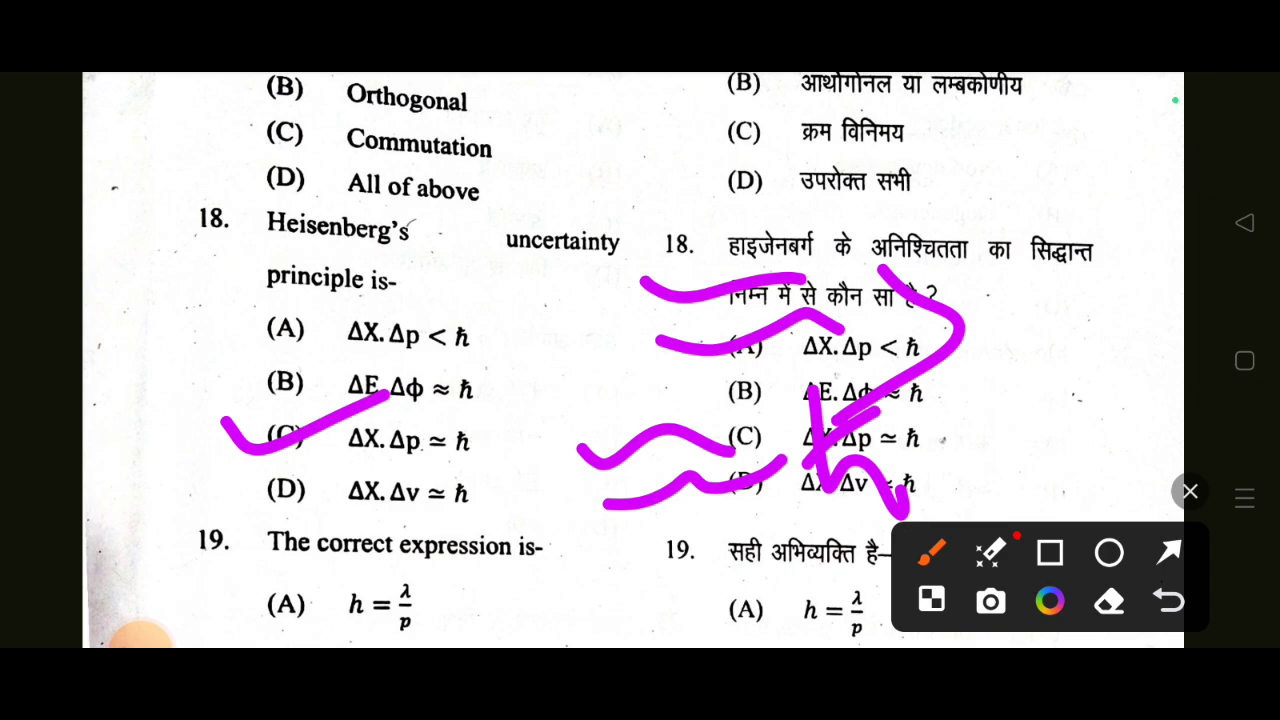 (B) Orthogonal
(C) Commutation
(D) All of above
18. Heisenberg's uncertainty
principle is-
(A) ΔX. Δp < ħ
(B) ΔE. Δϕ ≈ ħ
(C) ΔX. Δp ≃ ħ
(D) ΔX. Δv ≃ ħ
19. The correct expression is-
(A) h = λ/p
(B) आर्थोगोनल या लम्बकोणीय
(C) क्रम विनिमय
(D) उपरोक्त सभी
18. हाइजेनबर्ग के अनिश्चितता का सिद्धान्त
निम्न में से कौन सा है ?
(A) ΔX. Δp < ħ
(B) ΔE. Δϕ ≈ ħ
(C) ΔX. Δp ≃ ħ
(D) ΔX. Δv ≃ ħ
ħ
19. सही अभिव्यक्ति है–
(A) h = λ/p